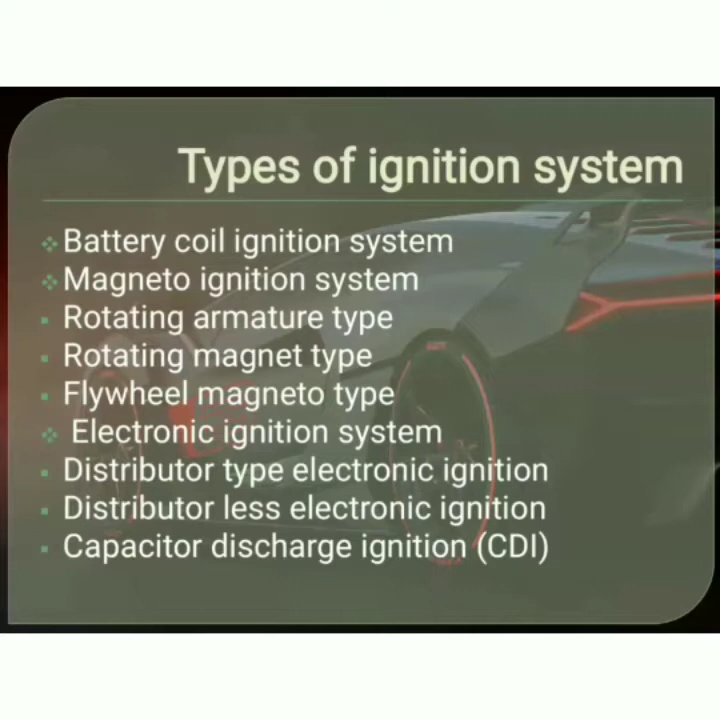 Types of ignition system
Battery coil ignition system
Magneto ignition system
Rotating armature type
Rotating magnet type
Flywheel magneto type
Electronic ignition system
Distributor type electronic ignition
Distributor less electronic ignition
Capacitor discharge ignition (CDI)